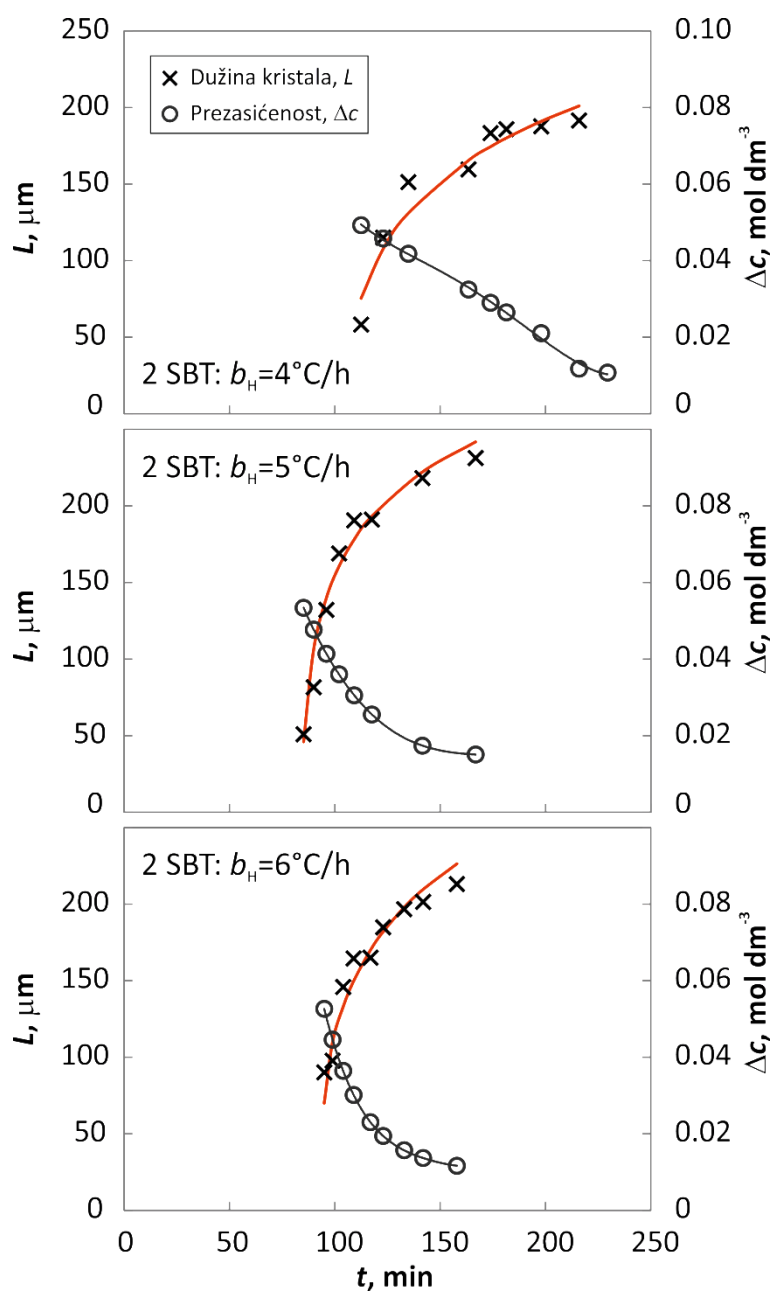 250
200
150
100
50
0
L, μm
× Dužina kristala, L
○ Prezasićenost, Δc
2 SBT: bH=4°C/h
0.10
0.08
0.06
0.04
0.02
0
Δc, mol dm-3
200
150
100
50
0
L, μm
2 SBT: bH=5°C/h
0.08
0.06
0.04
0.02
0
Δc, mol dm-3
200
150
100
50
0
L, μm
2 SBT: bH=6°C/h
0.08
0.06
0.04
0.02
0
Δc, mol dm-3
0 50 100 150 200 250
t, min